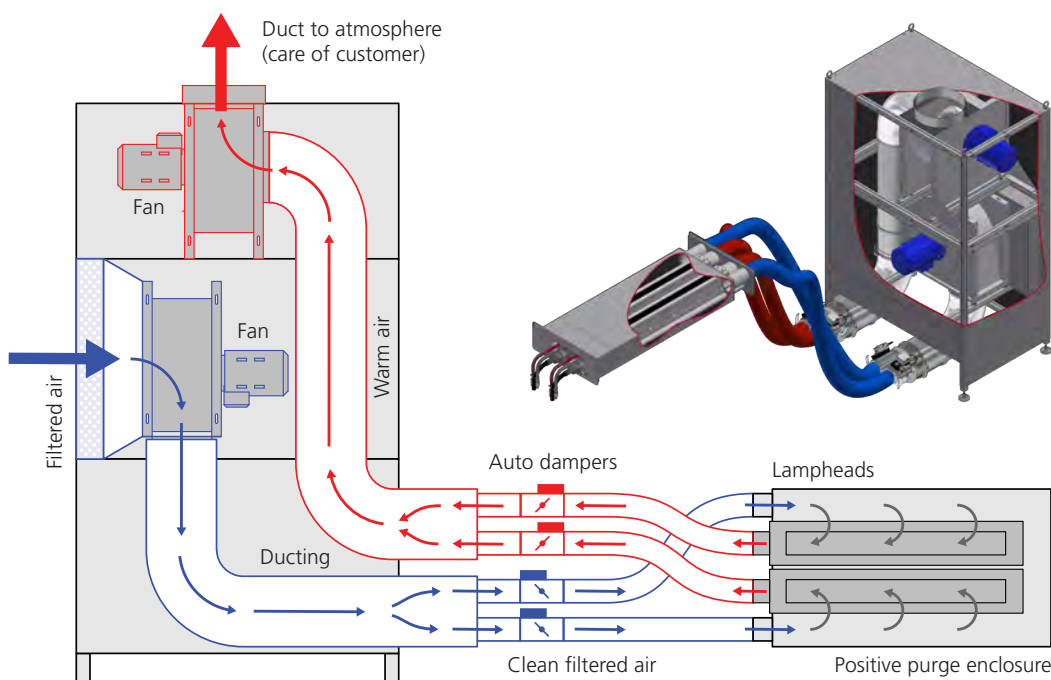 Duct to atmosphere
(care of customer)
Fan
Fan
Warm air
Filtered air
Auto dampers
Lampheads
Ducting
Clean filtered air
Positive purge enclosure